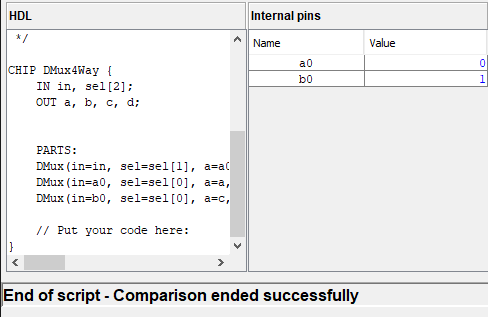 HDL
*/
CHIP DMux4Way {
IN in, sel[2];
OUT a, b, c, d;
PARTS:
DMux(in=in, sel=sel[1], a=a0
DMux(in=a0, sel=sel[0], a=a,
DMux(in=b0, sel=sel[0], a=c,
// Put your code here:
}
Internal pins
Name Value
a0 0
b0 1
End of script - Comparison ended successfully